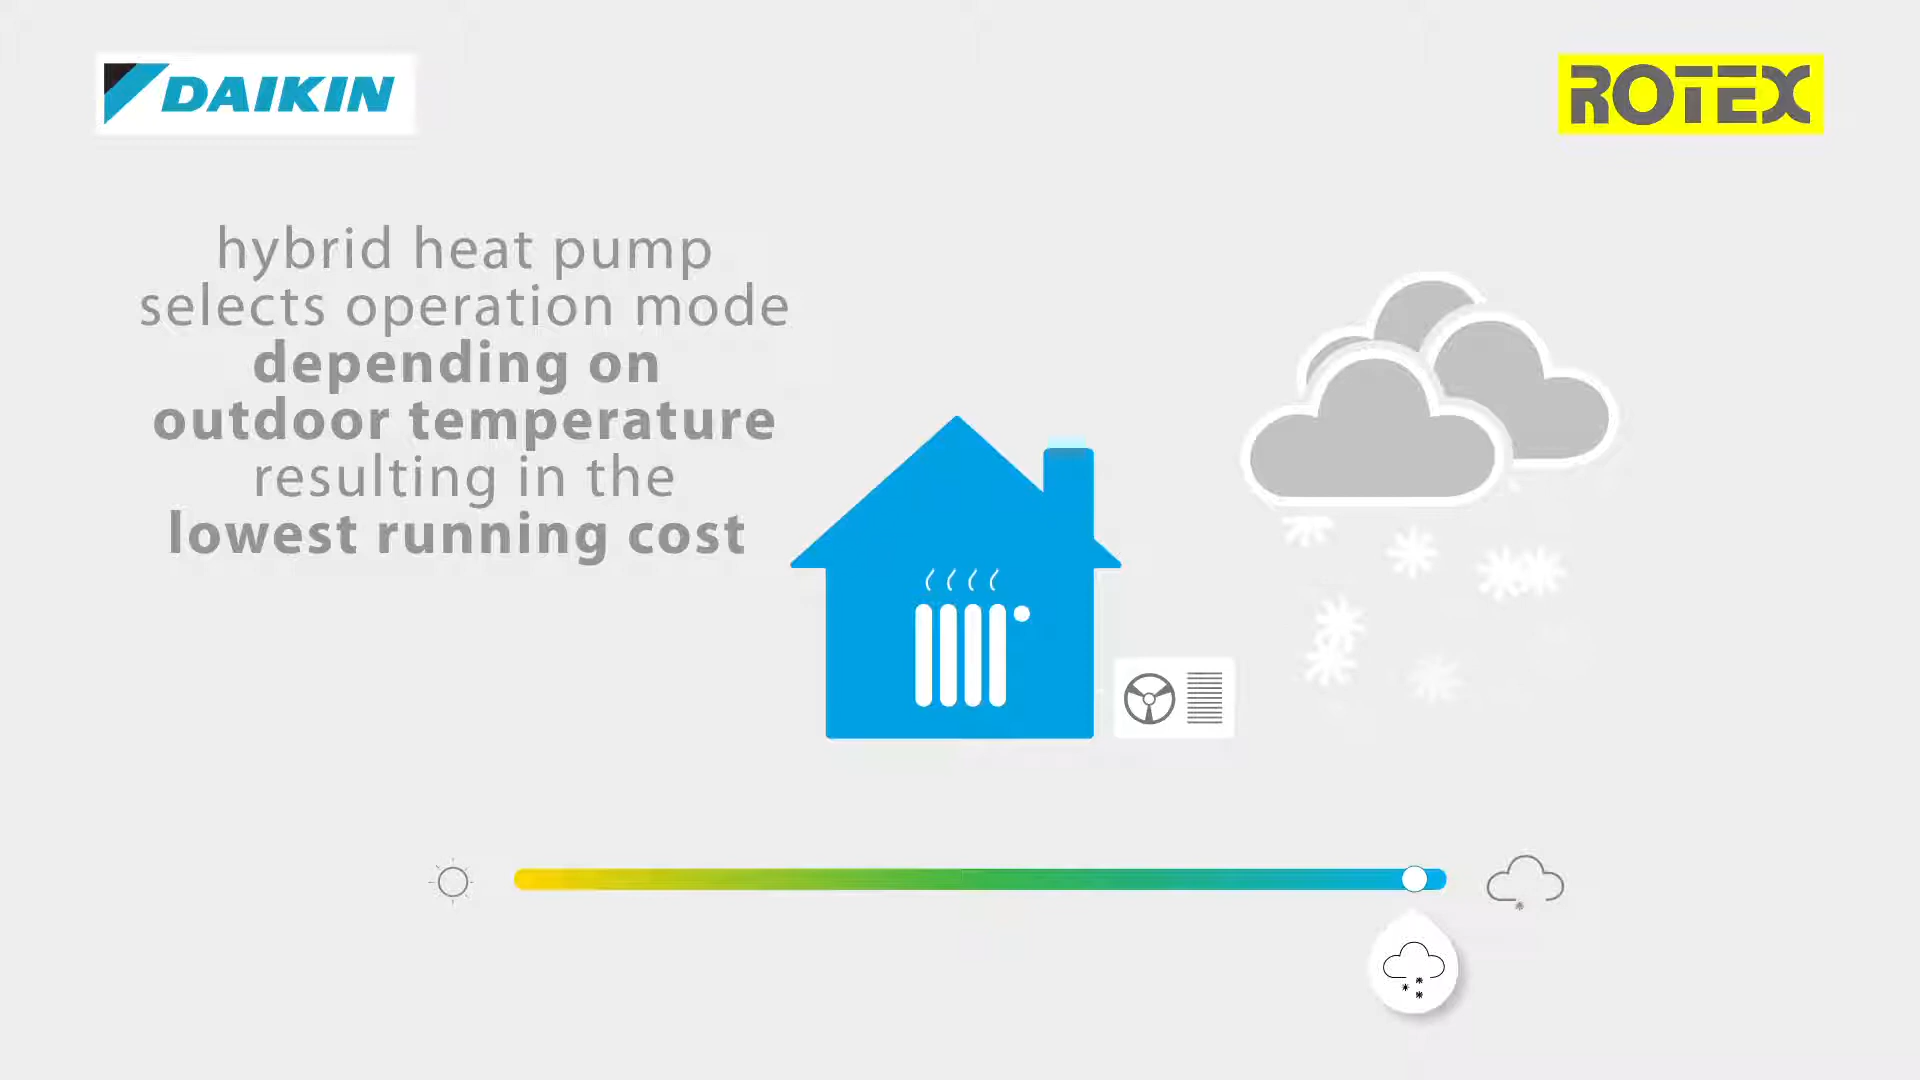 DAIKIN
ROTEX
hybrid heat pump
selects operation mode
depending on
outdoor temperature
resulting in the
lowest running cost